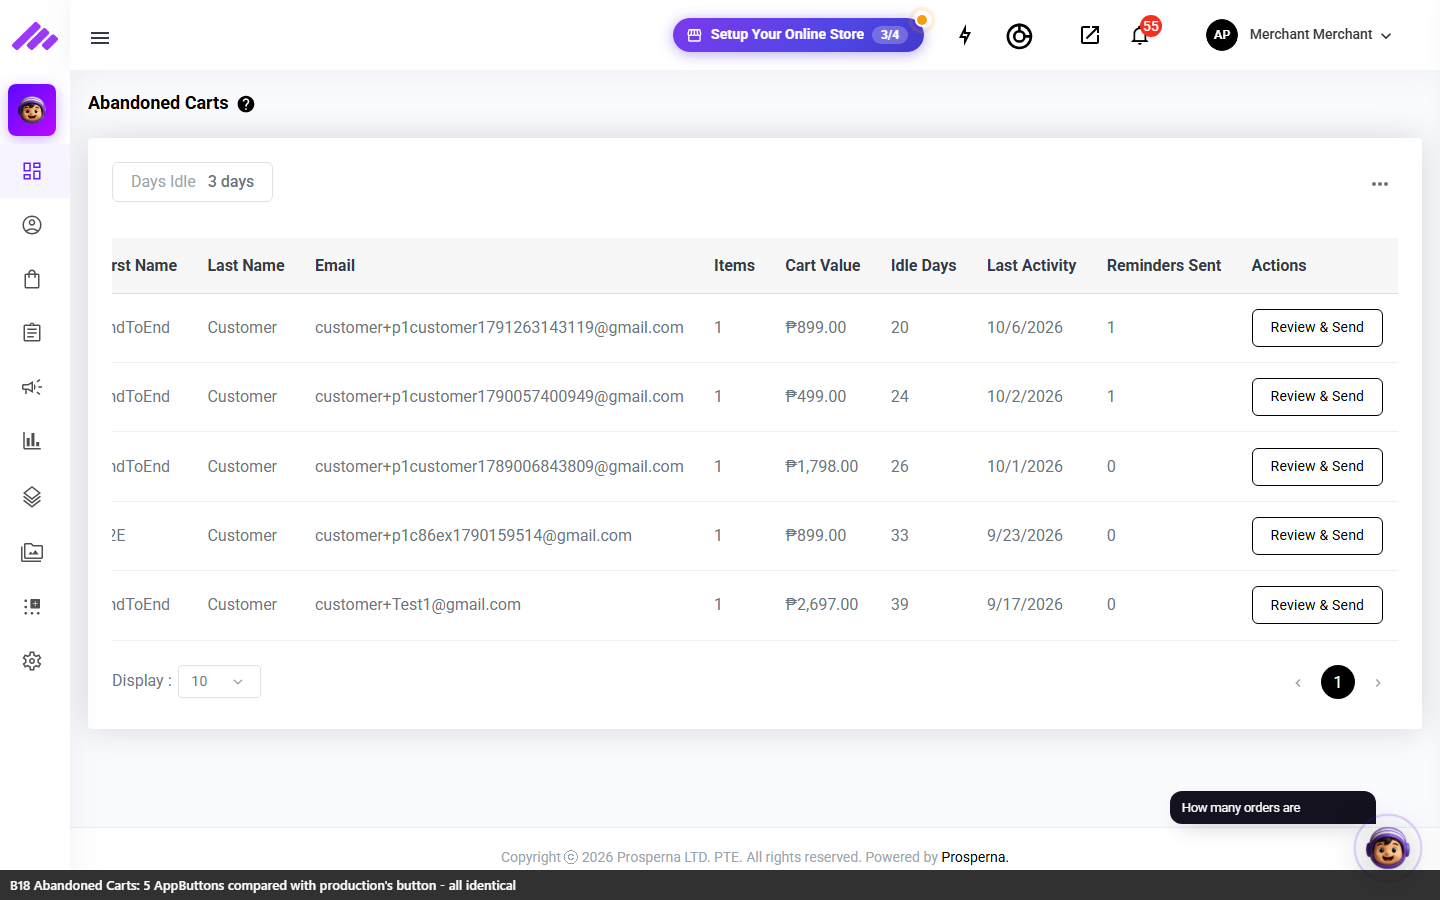 Setup Your Online Store 3/4
55
AP Merchant Merchant
Abandoned Carts ?
Days Idle 3 days
rst Name Last Name Email Items Cart Value Idle Days Last Activity Reminders Sent Actions
ndToEnd Customer customer+p1customer1791263143119@gmail.com 1 ₱899.00 20 10/6/2026 1 Review & Send
ndToEnd Customer customer+p1customer1790057400949@gmail.com 1 ₱499.00 24 10/2/2026 1 Review & Send
ndToEnd Customer customer+p1customer1789006843809@gmail.com 1 ₱1,798.00 26 10/1/2026 0 Review & Send
2E Customer customer+p1c86ex1790159514@gmail.com 1 ₱899.00 33 9/23/2026 0 Review & Send
ndToEnd Customer customer+Test1@gmail.com 1 ₱2,697.00 39 9/17/2026 0 Review & Send
Display : 10
1
How many orders are
Copyright © 2026 Prosperna LTD. PTE. All rights reserved. Powered by Prosperna.
B18 Abandoned Carts: 5 AppButtons compared with production's button - all identical